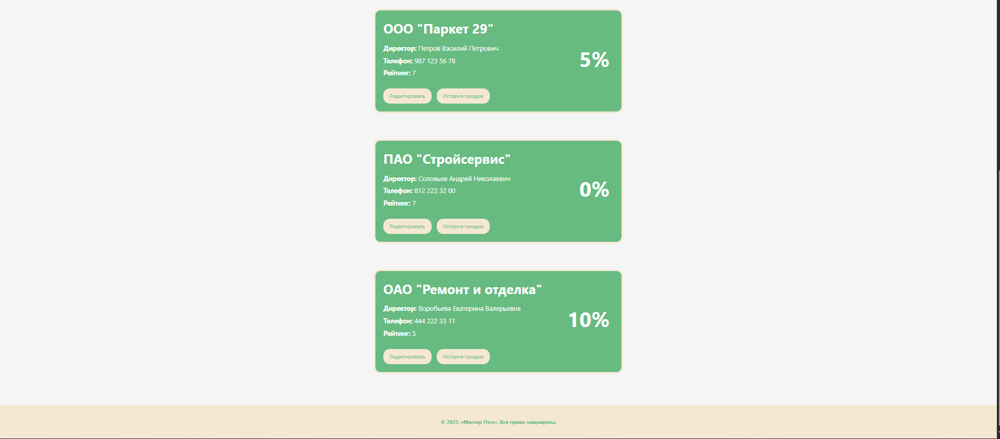 ООО "Паркет 29"
Директор: Петров Василий Петрович
Телефон: 987 123 56 78
Рейтинг: 7
5%
Редактировать История продаж
ПАО "Стройсервис"
Директор: Соловьев Андрей Николаевич
Телефон: 812 223 32 00
Рейтинг: 7
0%
Редактировать История продаж
ОАО "Ремонт и отделка"
Директор: Воробьева Екатерина Валерьевна
Телефон: 444 222 33 11
Рейтинг: 5
10%
Редактировать История продаж
© 2025 «Мастер Пол». Все права защищены.